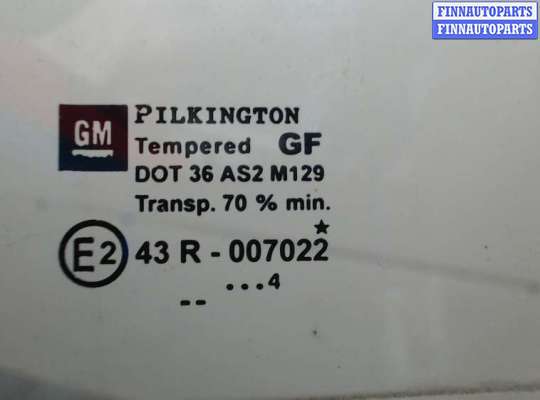 FINNAUTOPARTS
FINNAUTOPARTS
GM
PILKINGTON
Tempered GF
DOT 36 AS2 M129
Transp. 70 % min.
E2 43 R - 007022
...4
--